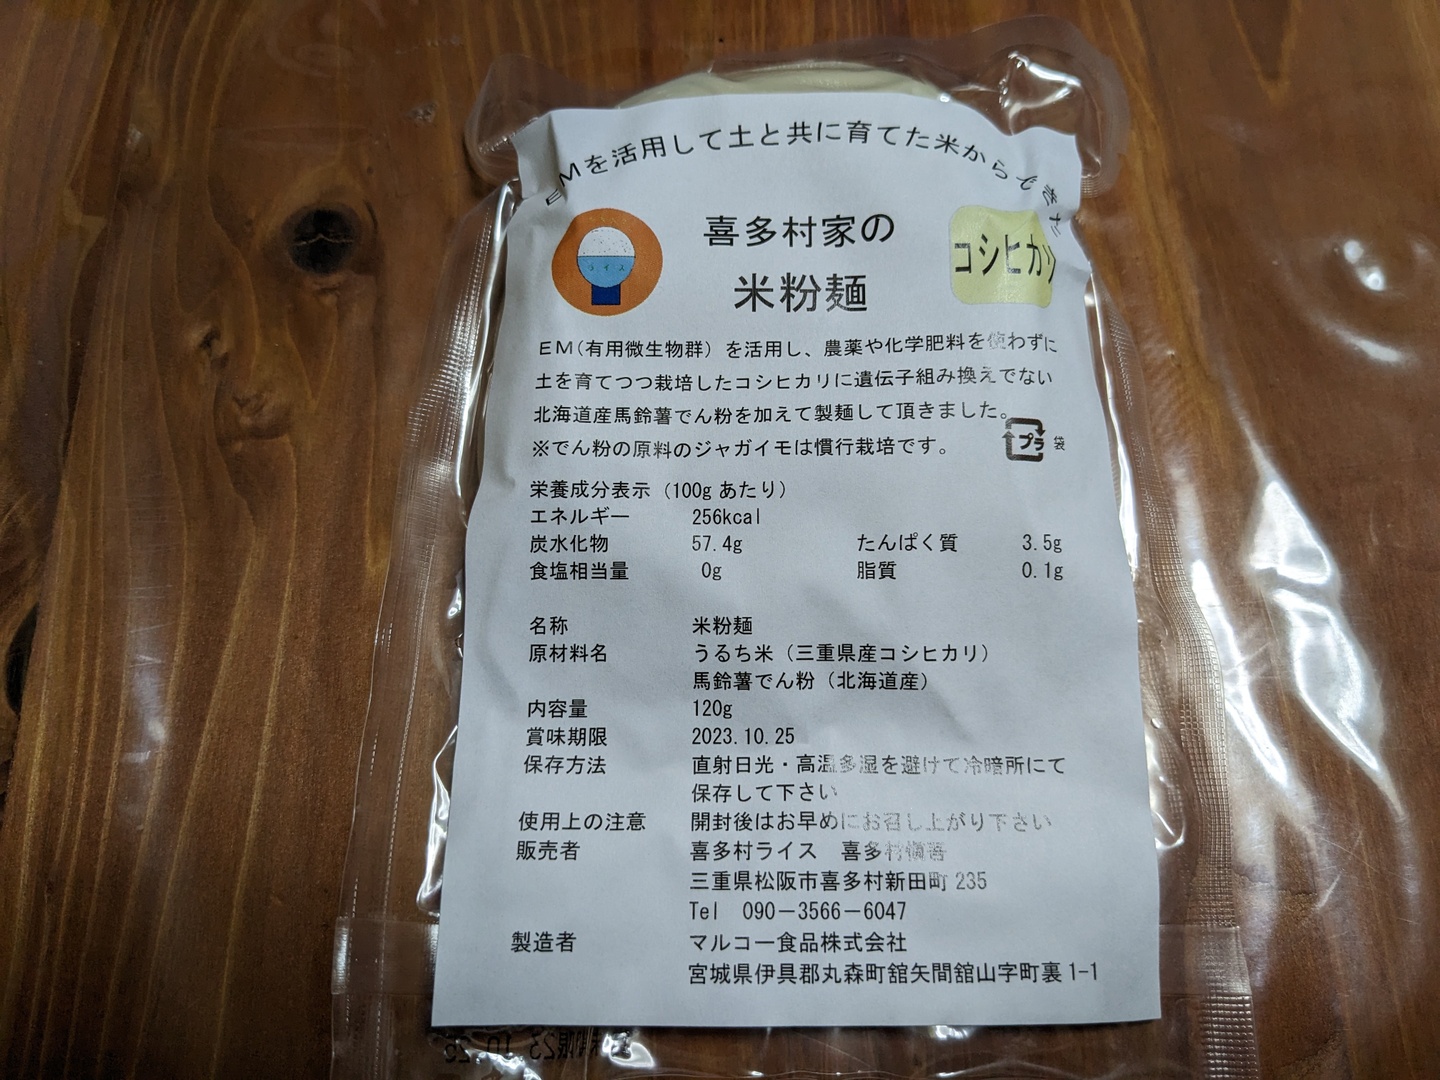 EMを活用して土と共に育てた米からできた
ライス
喜多村家の
米粉麺
コシヒカリ
EM(有用微生物群）を活用し、農薬や化学肥料を使わずに
土を育てつつ栽培したコシヒカリに遺伝子組み換えでない
北海道産馬鈴薯でん粉を加えて製麺して頂きました。
※でん粉の原料のジャガイモは慣行栽培です。
プラ 袋
栄養成分表示（100gあたり）
エネルギー 256kcal
炭水化物 57.4g たんぱく質 3.5g
食塩相当量 0g 脂質 0.1g
名称 米粉麺
原材料名 うるち米（三重県産コシヒカリ）
馬鈴薯でん粉（北海道産）
内容量 120g
賞味期限 2023.10.25
保存方法 直射日光・高温多湿を避けて冷暗所にて
保存して下さい
使用上の注意 開封後はお早めにお召し上がり下さい
販売者 喜多村ライス 喜多村
三重県松阪市喜多村新田町235
Tel 090－3566－6047
製造者 マルコー食品株式会社
宮城県伊具郡丸森町舘矢間舘山字町裏1-1